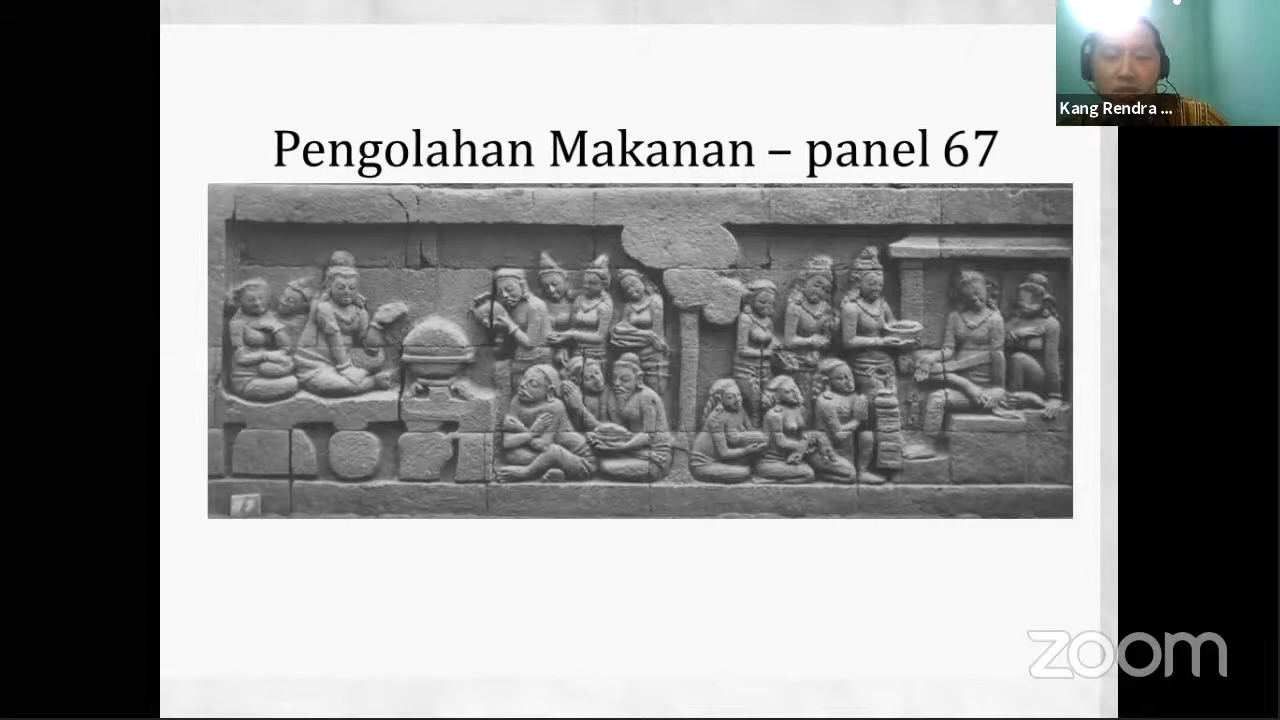 Pengolahan Makanan – panel 67
Kang Rendra ...
zoom